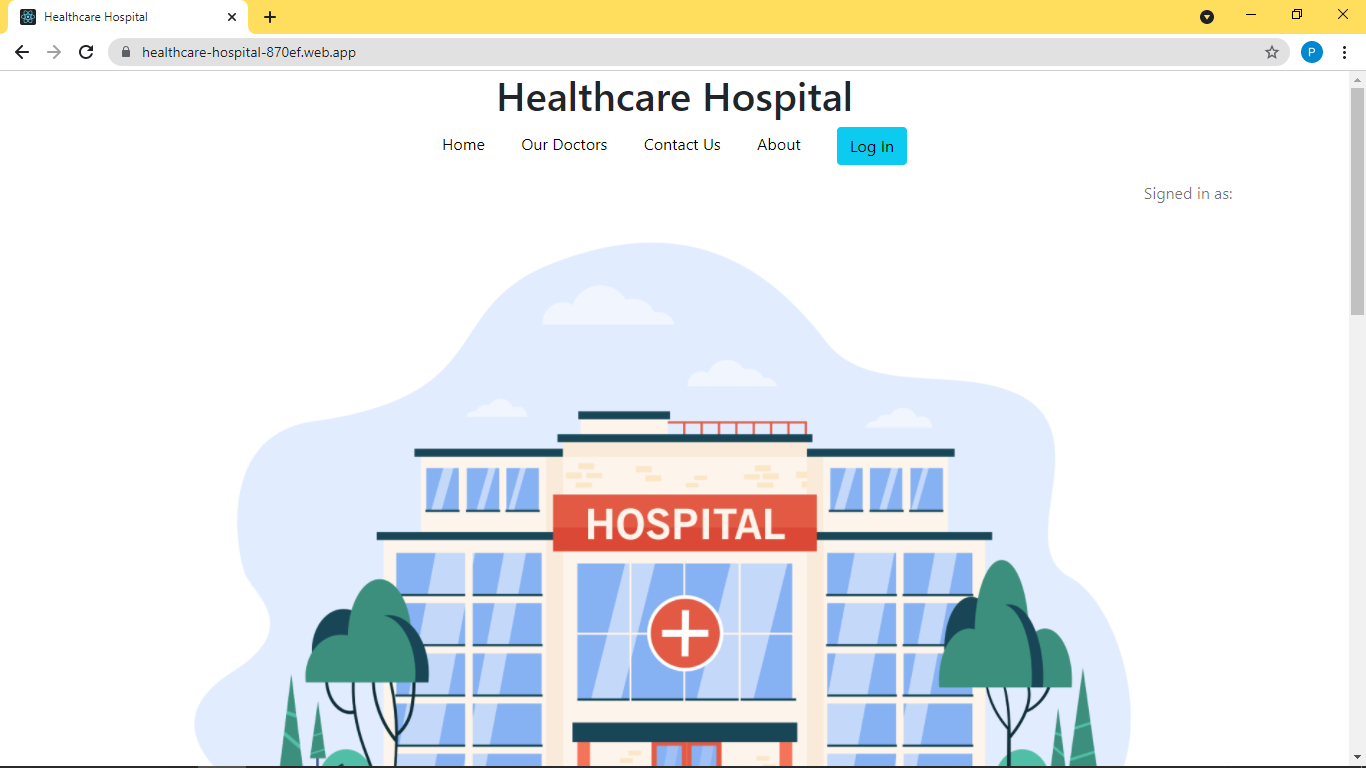 Healthcare Hospital
healthcare-hospital-870ef.web.app
P
Healthcare Hospital
Home Our Doctors Contact Us About Log In
Signed in as:
HOSPITAL